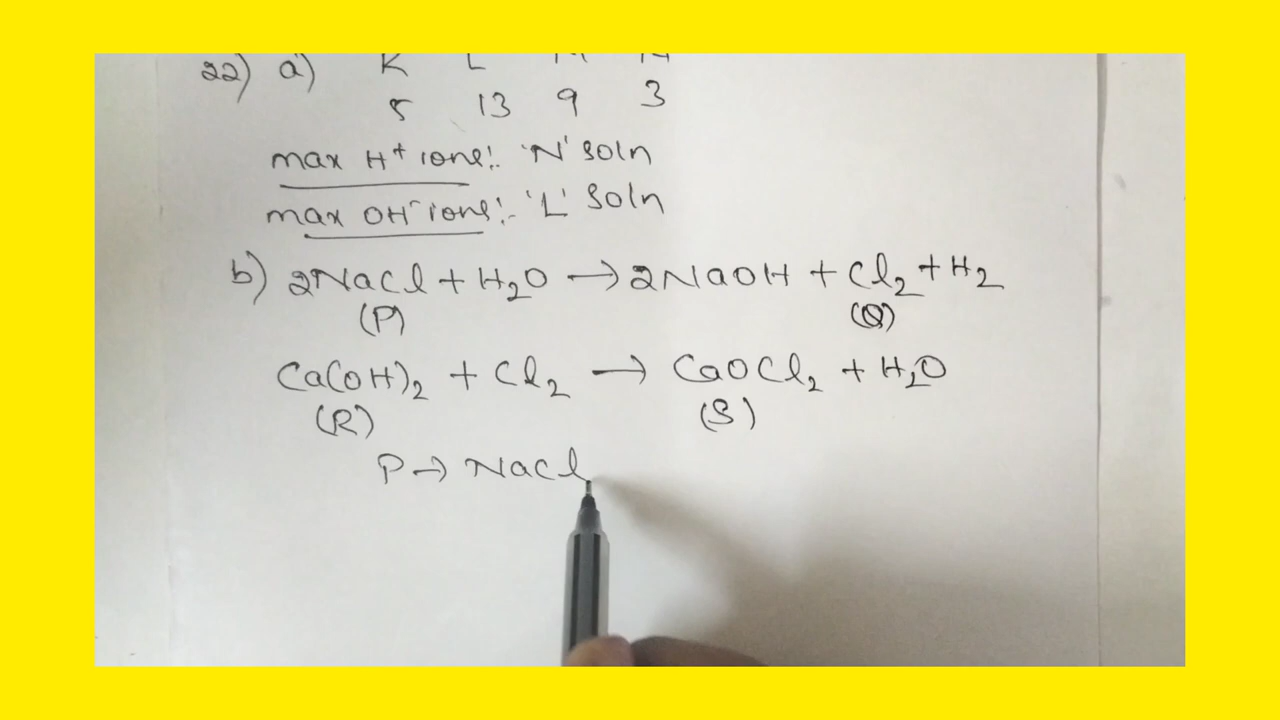 22) a) K L M N
5 13 9 3
max H⁺ ions:. 'N' soln
max OH⁻ ions:- 'L' soln
b) 2NaCl + H₂O → 2NaOH + Cl₂ + H₂
(P) (Q)
Ca(OH)₂ + Cl₂ → CaOCl₂ + H₂O
(R) (S)
P → NaCl